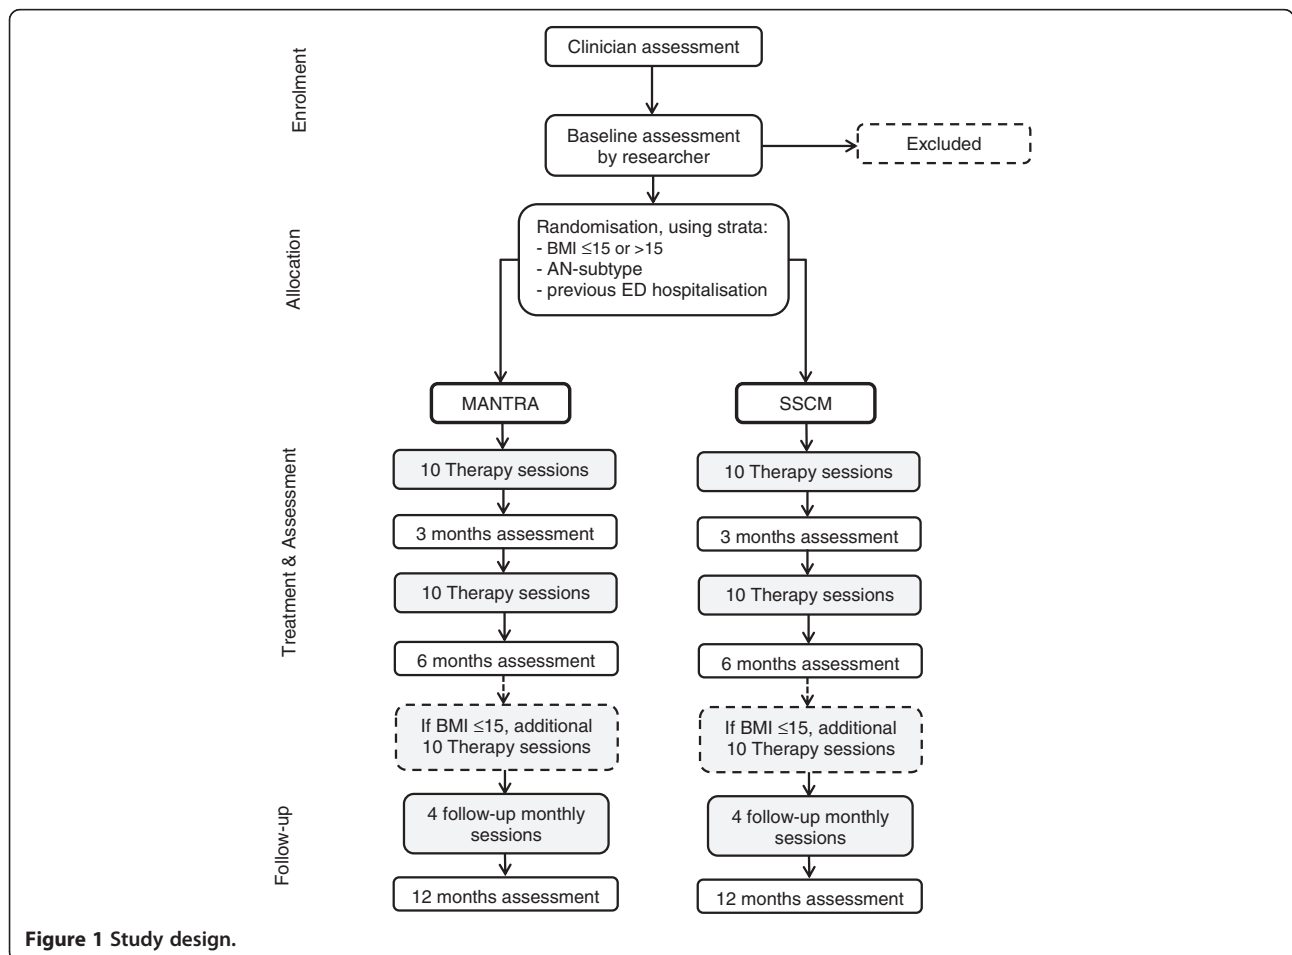 Enrolment
Clinician assessment
Baseline assessment
by researcher
Excluded
Allocation
Randomisation, using strata:
- BMI ≤15 or >15
- AN-subtype
- previous ED hospitalisation
MANTRA
SSCM
Treatment & Assessment
10 Therapy sessions
10 Therapy sessions
3 months assessment
3 months assessment
10 Therapy sessions
10 Therapy sessions
6 months assessment
6 months assessment
If BMI ≤15, additional
10 Therapy sessions
If BMI ≤15, additional
10 Therapy sessions
Follow-up
4 follow-up monthly
sessions
4 follow-up monthly
sessions
12 months assessment
12 months assessment
Figure 1 Study design.